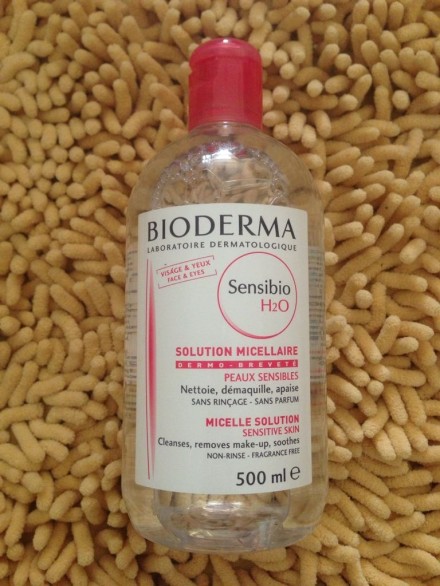 BIODERMA
LABORATOIRE DERMATOLOGIQUE
VISAGE & YEUX
FACE & EYES
Sensibio
H2O
SOLUTION MICELLAIRE
DERMO-BREVETÉ
PEAUX SENSIBLES
Nettoie, démaquille, apaise
SANS RINÇAGE - SANS PARFUM
MICELLE SOLUTION
SENSITIVE SKIN
Cleanses, removes make-up, soothes
NON-RINSE - FRAGRANCE FREE
500 ml ℮